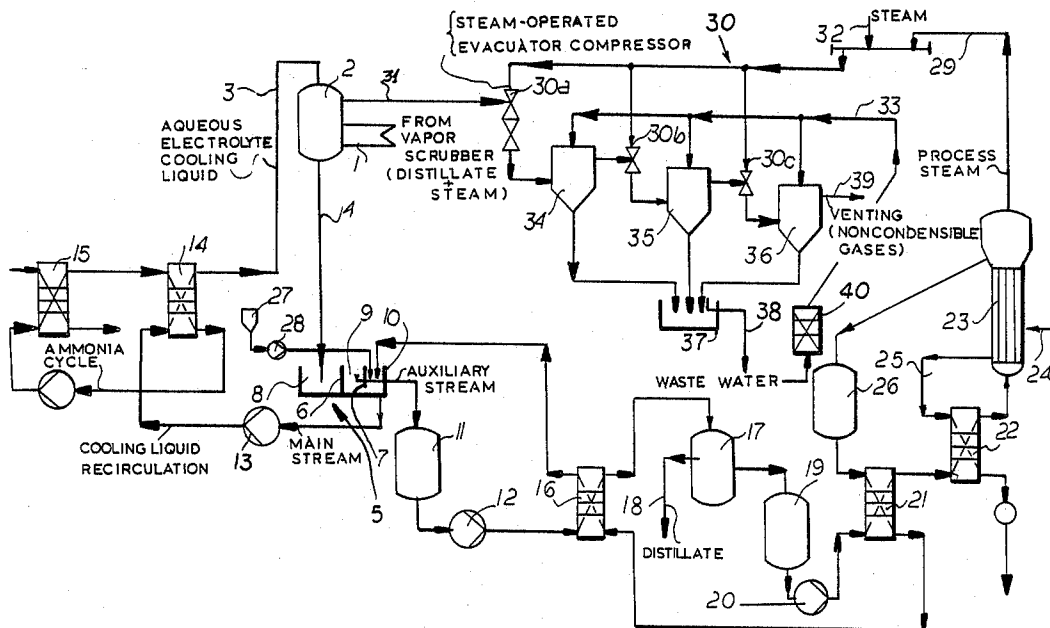 STEAM-OPERATED
EVACUATOR COMPRESSOR
30
32
STEAM
29
2
31
30a
3
33
AQUEOUS
ELECTROLYTE
COOLING
LIQUID
FROM
VAPOR
SCRUBBER
(DISTILLATE
+
STEAM)
1
30b
30c
PROCESS
STEAM
34
35
36
39
VENTING
(NONCONDENSIBLE
GASES)
4
15
14
27
28
9
10
37
38
40
23
24
AMMONIA
CYCLE
8
6
7
AUXILIARY
STREAM
WASTE WATER
25
26
COOLING LIQUID
RECIRCULATION
13
MAIN
STREAM
5
11
12
16
17
18
DISTILLATE
19
20
21
22